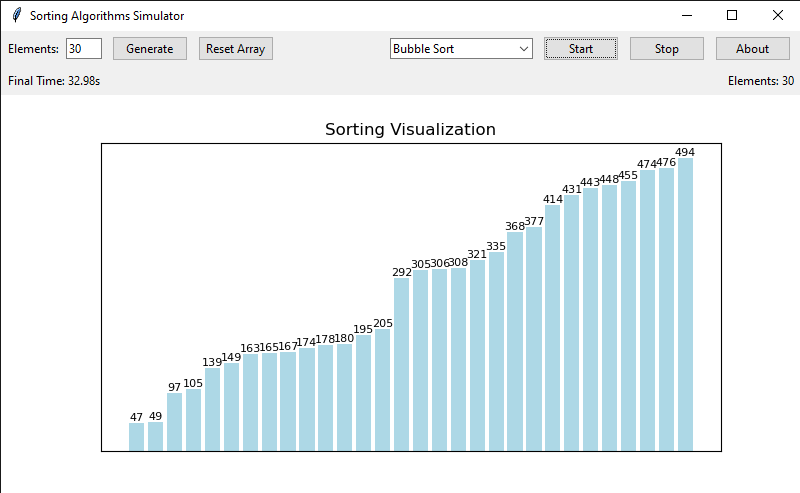 Sorting Algorithms Simulator
Elements: 30 Generate Reset Array Bubble Sort Start Stop About
Final Time: 32.98s Elements: 30
Sorting Visualization
47 49 97 105 139 149 163 165 167 174 178 180 195 205 292 305 306 308 321 335 368 377 414 431 443 448 455 474 476 494